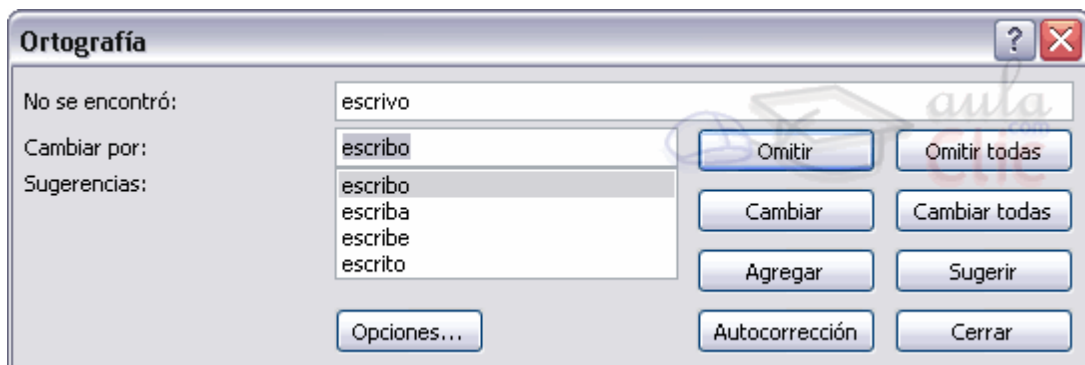 Ortografía
No se encontró: escrivo
Cambiar por: escribo
Omitir Omitir todas
Sugerencias: escribo
escriba
escribe
escrito
Cambiar Cambiar todas
Agregar Sugerir
Opciones... Autocorrección Cerrar
aula
Clic
.com